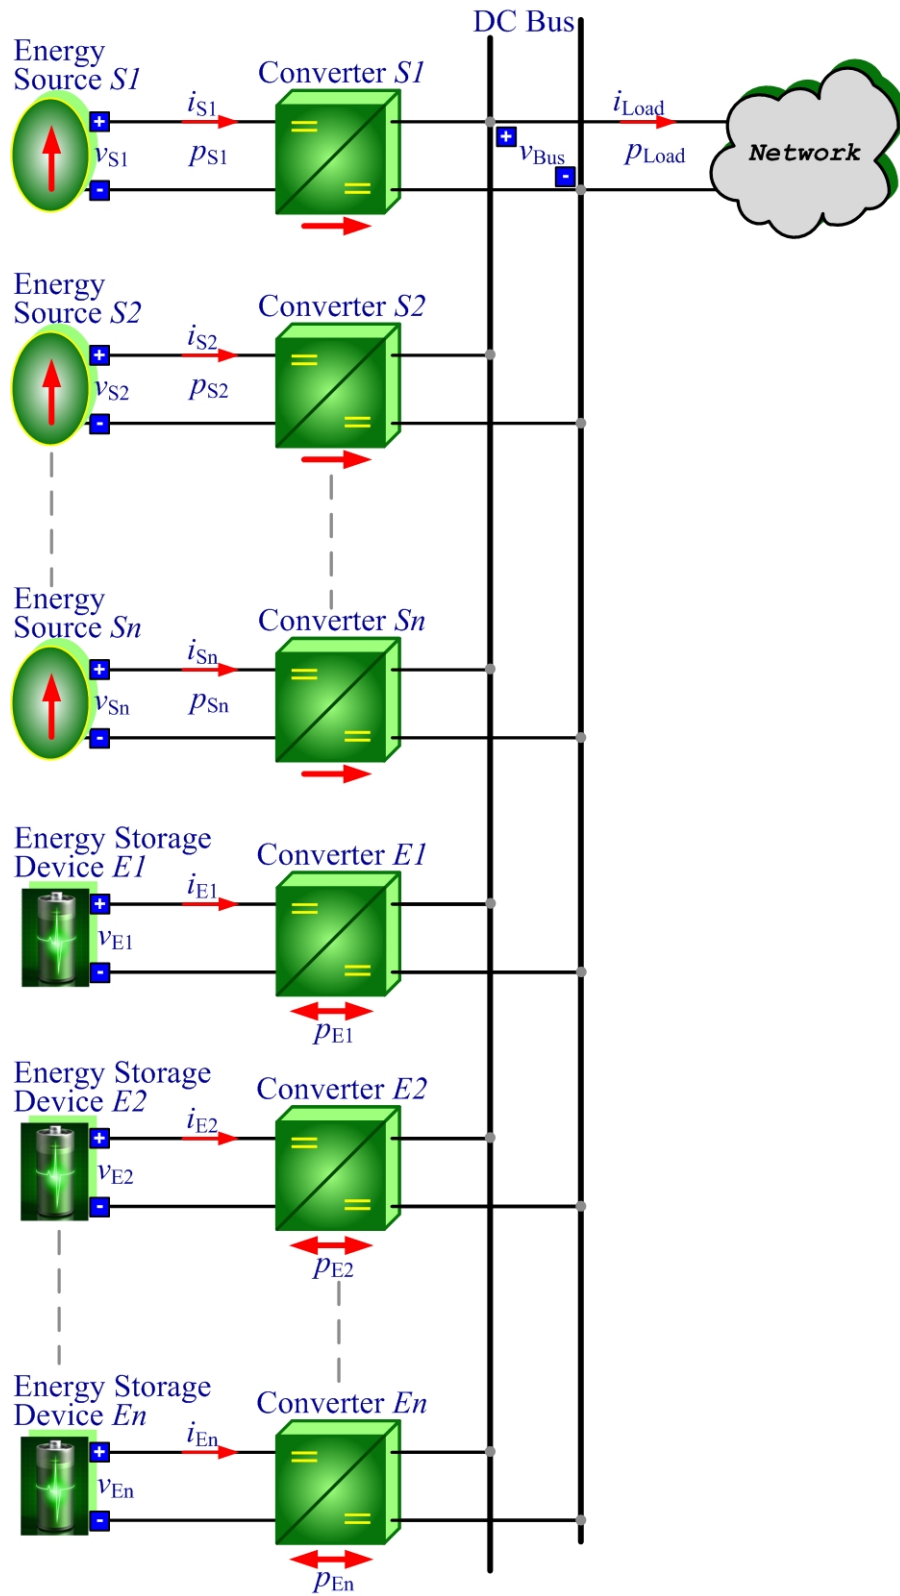 DC Bus
Energy
Source S1
Converter S1
iS1
iLoad
+
vS1
pS1
+
vBus
pLoad
Network
-
-
Energy
Source S2
Converter S2
iS2
+
vS2
pS2
-
Energy
Source Sn
Converter Sn
iSn
+
vSn
pSn
-
Energy Storage
Device E1
Converter E1
iE1
+
vE1
-
pE1
Energy Storage
Device E2
Converter E2
iE2
+
vE2
-
pE2
Energy Storage
Device En
Converter En
iEn
+
vEn
-
pEn